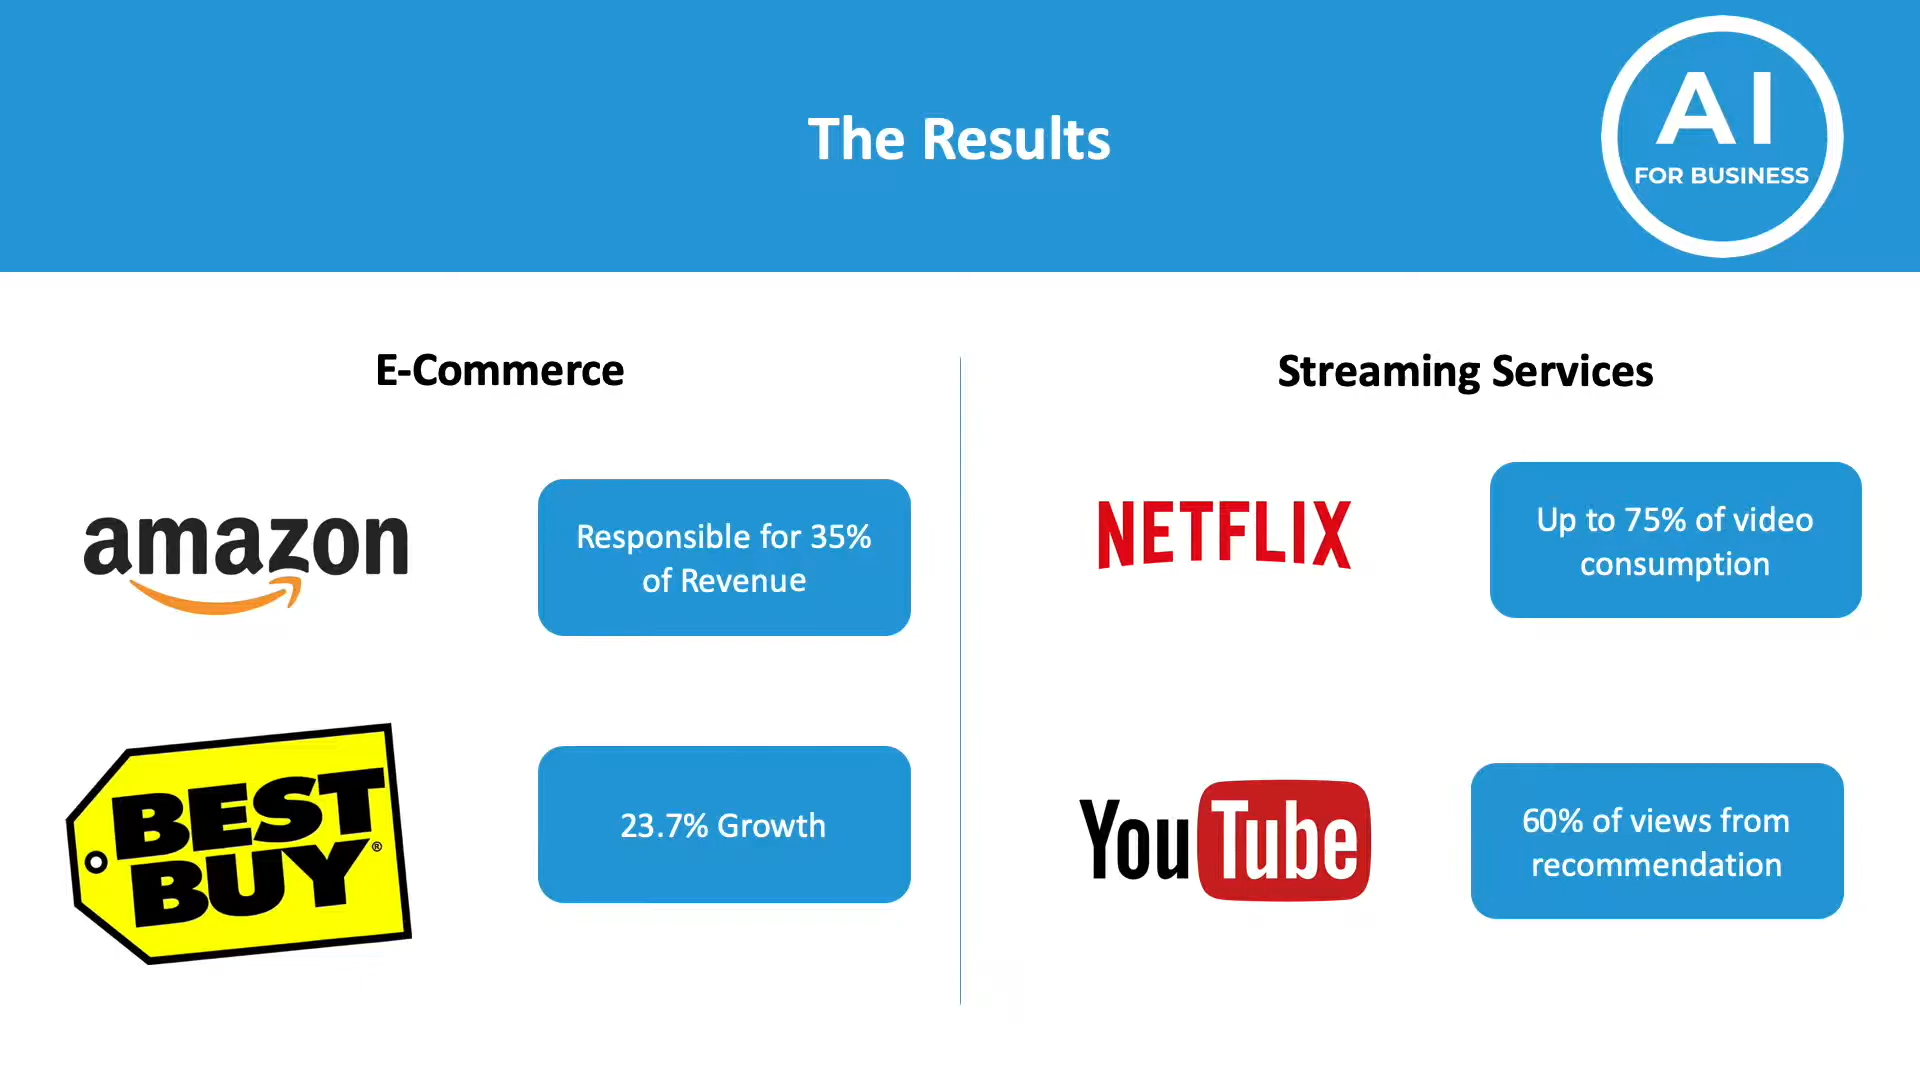 The Results
AI
FOR BUSINESS
E-Commerce
amazon
Responsible for 35%
of Revenue
BEST
BUY®
23.7% Growth
Streaming Services
NETFLIX
Up to 75% of video
consumption
YouTube
60% of views from
recommendation